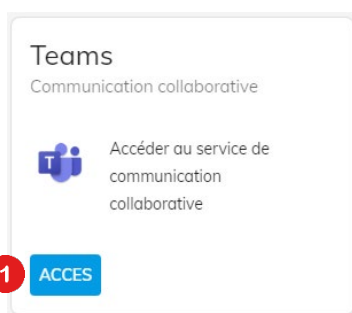 Teams
Communication collaborative
T
Accéder au service de
communication
collaborative
1
ACCES